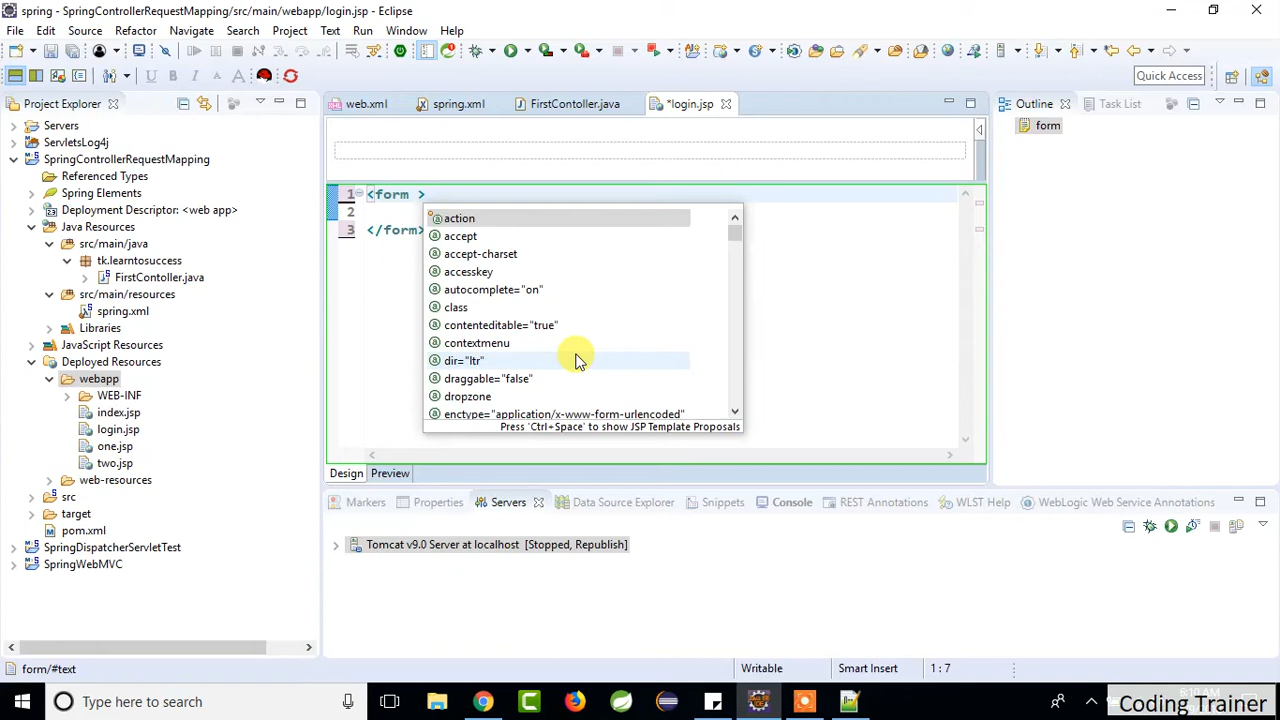 spring - SpringControllerRequestMapping/src/main/webapp/login.jsp - Eclipse
File Edit Source Refactor Navigate Search Project Text Run Window Help
Quick Access
Project Explorer
web.xml spring.xml FirstContoller.java *login.jsp
Outline Task List
Servers
ServletsLog4j
SpringControllerRequestMapping
Referenced Types
Spring Elements
Deployment Descriptor: <web app>
Java Resources
src/main/java
tk.learntosuccess
FirstContoller.java
src/main/resources
spring.xml
Libraries
JavaScript Resources
Deployed Resources
webapp
WEB-INF
index.jsp
login.jsp
one.jsp
two.jsp
web-resources
src
target
pom.xml
SpringDispatcherServletTest
SpringWebMVC
form
1 <form >
2
3 </form>
action
accept
accept-charset
accesskey
autocomplete="on"
class
contenteditable="true"
contextmenu
dir="ltr"
draggable="false"
dropzone
enctype="application/x-www-form-urlencoded"
Press 'Ctrl+Space' to show JSP Template Proposals
Design Preview
Markers Properties Servers Data Source Explorer Snippets Console REST Annotations WLST Help WebLogic Web Service Annotations
Tomcat v9.0 Server at localhost [Stopped, Republish]
form/#text
Writable Smart Insert 1 : 7
Type here to search
Coding Trainer